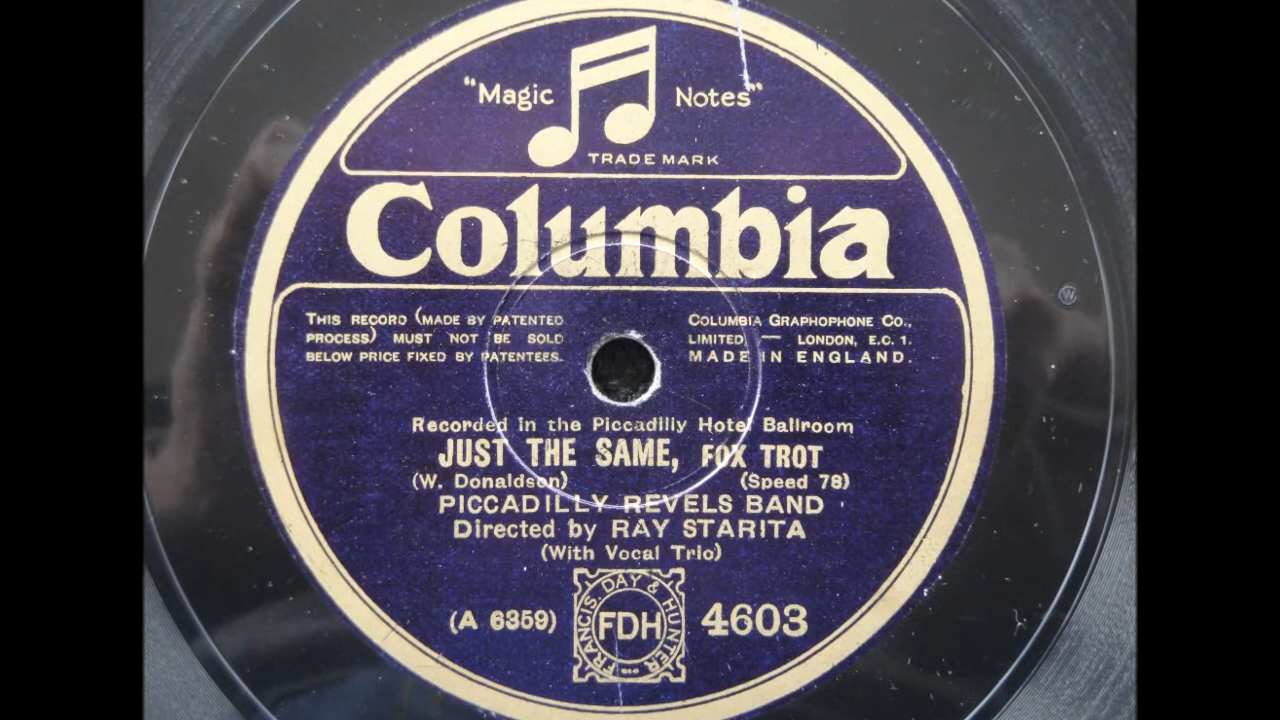 "Magic Notes"
TRADE MARK
Columbia
THIS RECORD (MADE BY PATENTED
PROCESS) MUST NOT BE SOLD
BELOW PRICE FIXED BY PATENTEES.
COLUMBIA GRAPHOPHONE CO.,
LIMITED — LONDON, E.C. 1.
MADE IN ENGLAND.
Recorded in the Piccadilly Hotel Ballroom
JUST THE SAME, FOX TROT
(W. Donaldson) (Speed 78)
PICCADILLY REVELS BAND
Directed by RAY STARITA
(With Vocal Trio)
(A 6359) FRANCIS, DAY & HUNTER FDH 4603
W